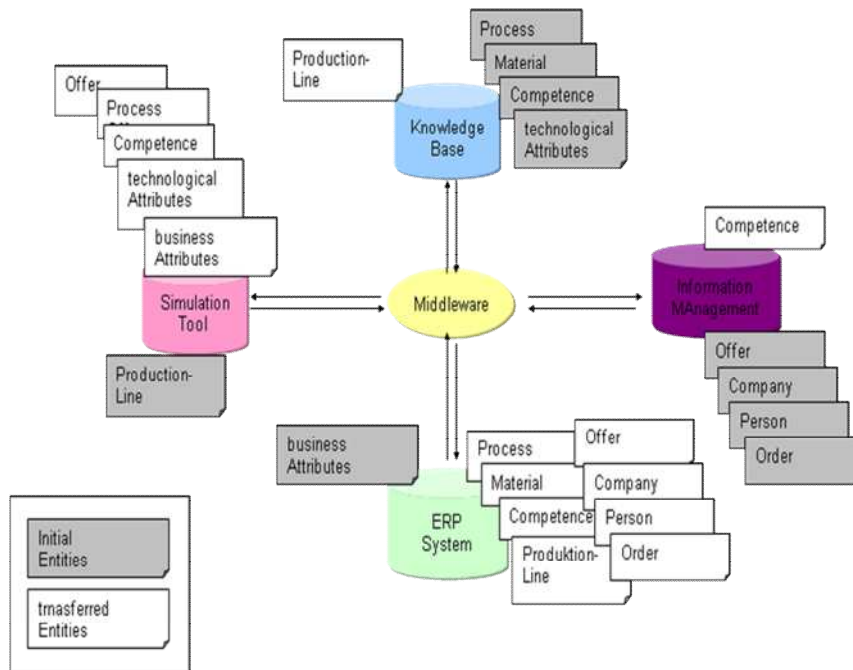 Process
Production-
Line
Material
Competence
technological
Attributes
Knowledge
Base
Offer
Process
Competence
technological
Attributes
business
Attributes
Simulation
Tool
Production-
Line
Middleware
Competence
Information
MAnagement
Offer
Company
Person
Order
business
Attributes
ERP
System
Process
Material
Competence
Produktion-
Line
Offer
Company
Person
Order
Initial
Entities
trnasferred
Entities